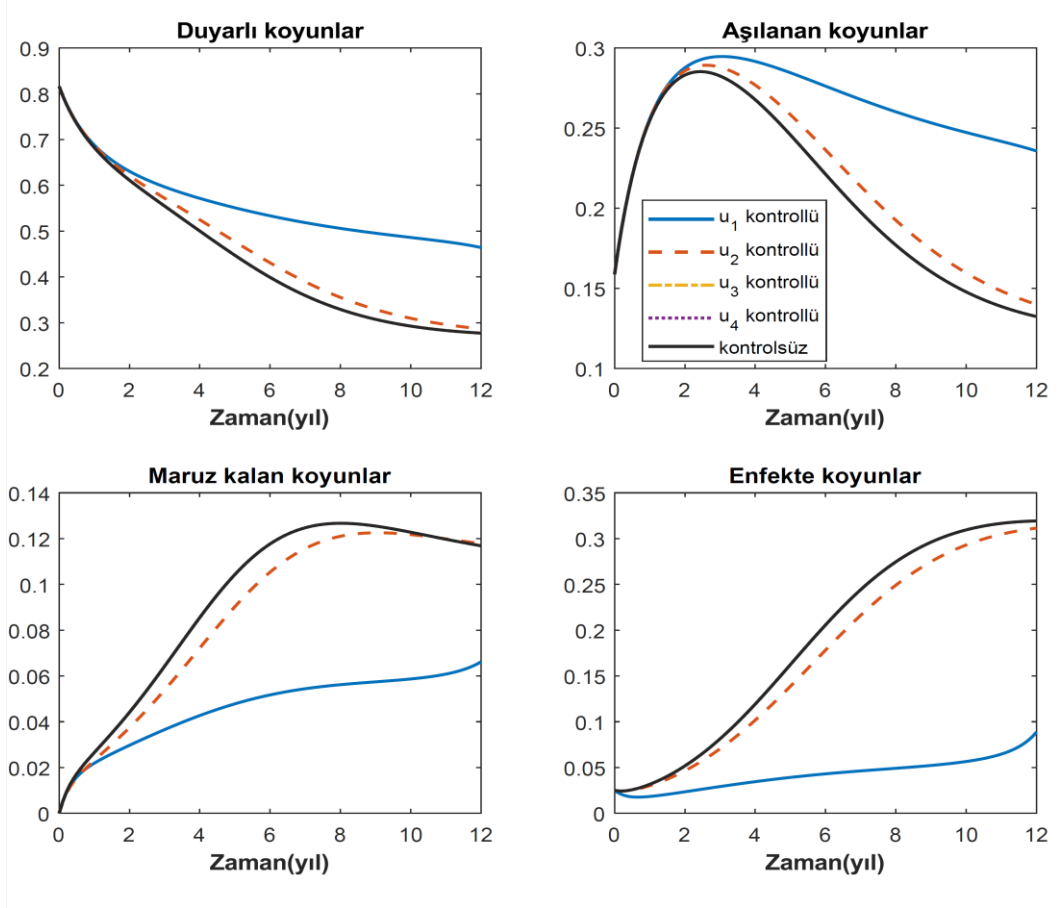 Duyarlı koyunlar
0.9
0.8
0.7
0.6
0.5
0.4
0.3
0.2
0 2 4 6 8 10 12
Zaman(yıl)
Aşılanan koyunlar
0.3
0.25
0.2
0.15
0.1
u1 kontrollü
u2 kontrollü
u3 kontrollü
u4 kontrollü
kontrolsüz
0 2 4 6 8 10 12
Zaman(yıl)
Maruz kalan koyunlar
0.14
0.12
0.1
0.08
0.06
0.04
0.02
0
0 2 4 6 8 10 12
Zaman(yıl)
Enfekte koyunlar
0.35
0.3
0.25
0.2
0.15
0.1
0.05
0
0 2 4 6 8 10 12
Zaman(yıl)